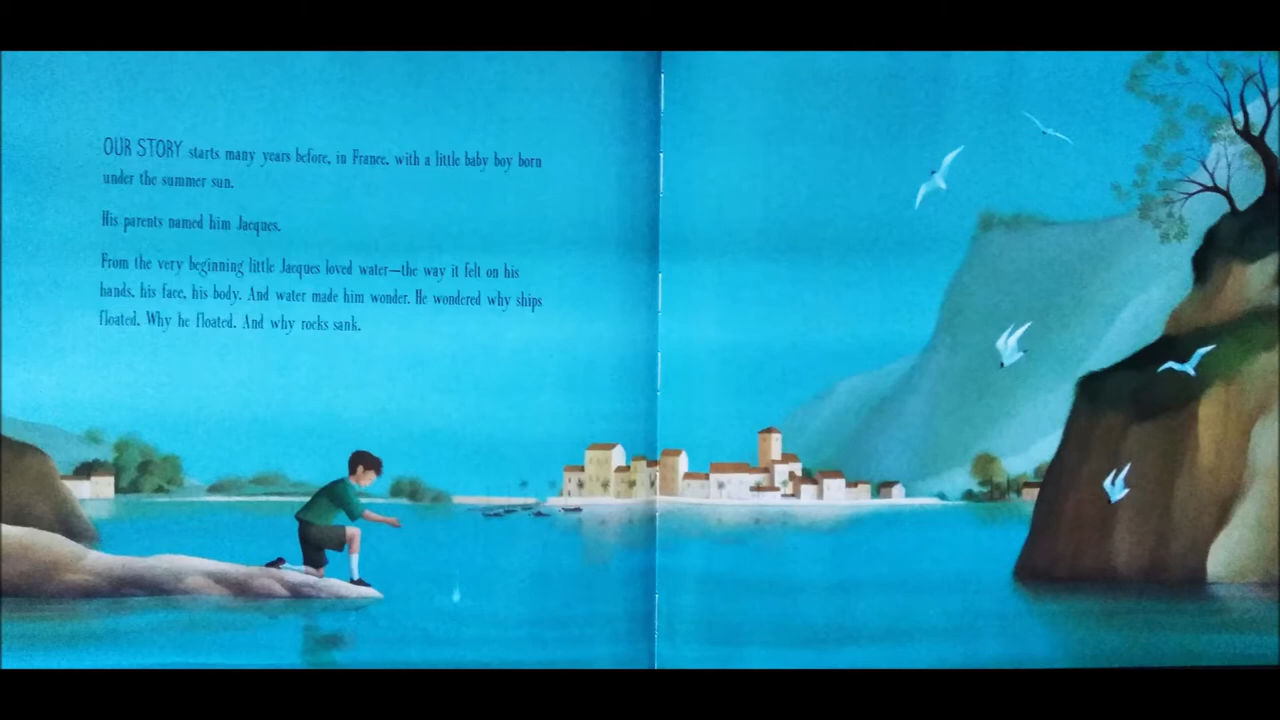 OUR STORY starts many years before, in France, with a little baby boy born
under the summer sun.
His parents named him Jacques.
From the very beginning little Jacques loved water—the way it felt on his
hands, his face, his body. And water made him wonder. He wondered why ships
floated. Why he floated. And why rocks sank.